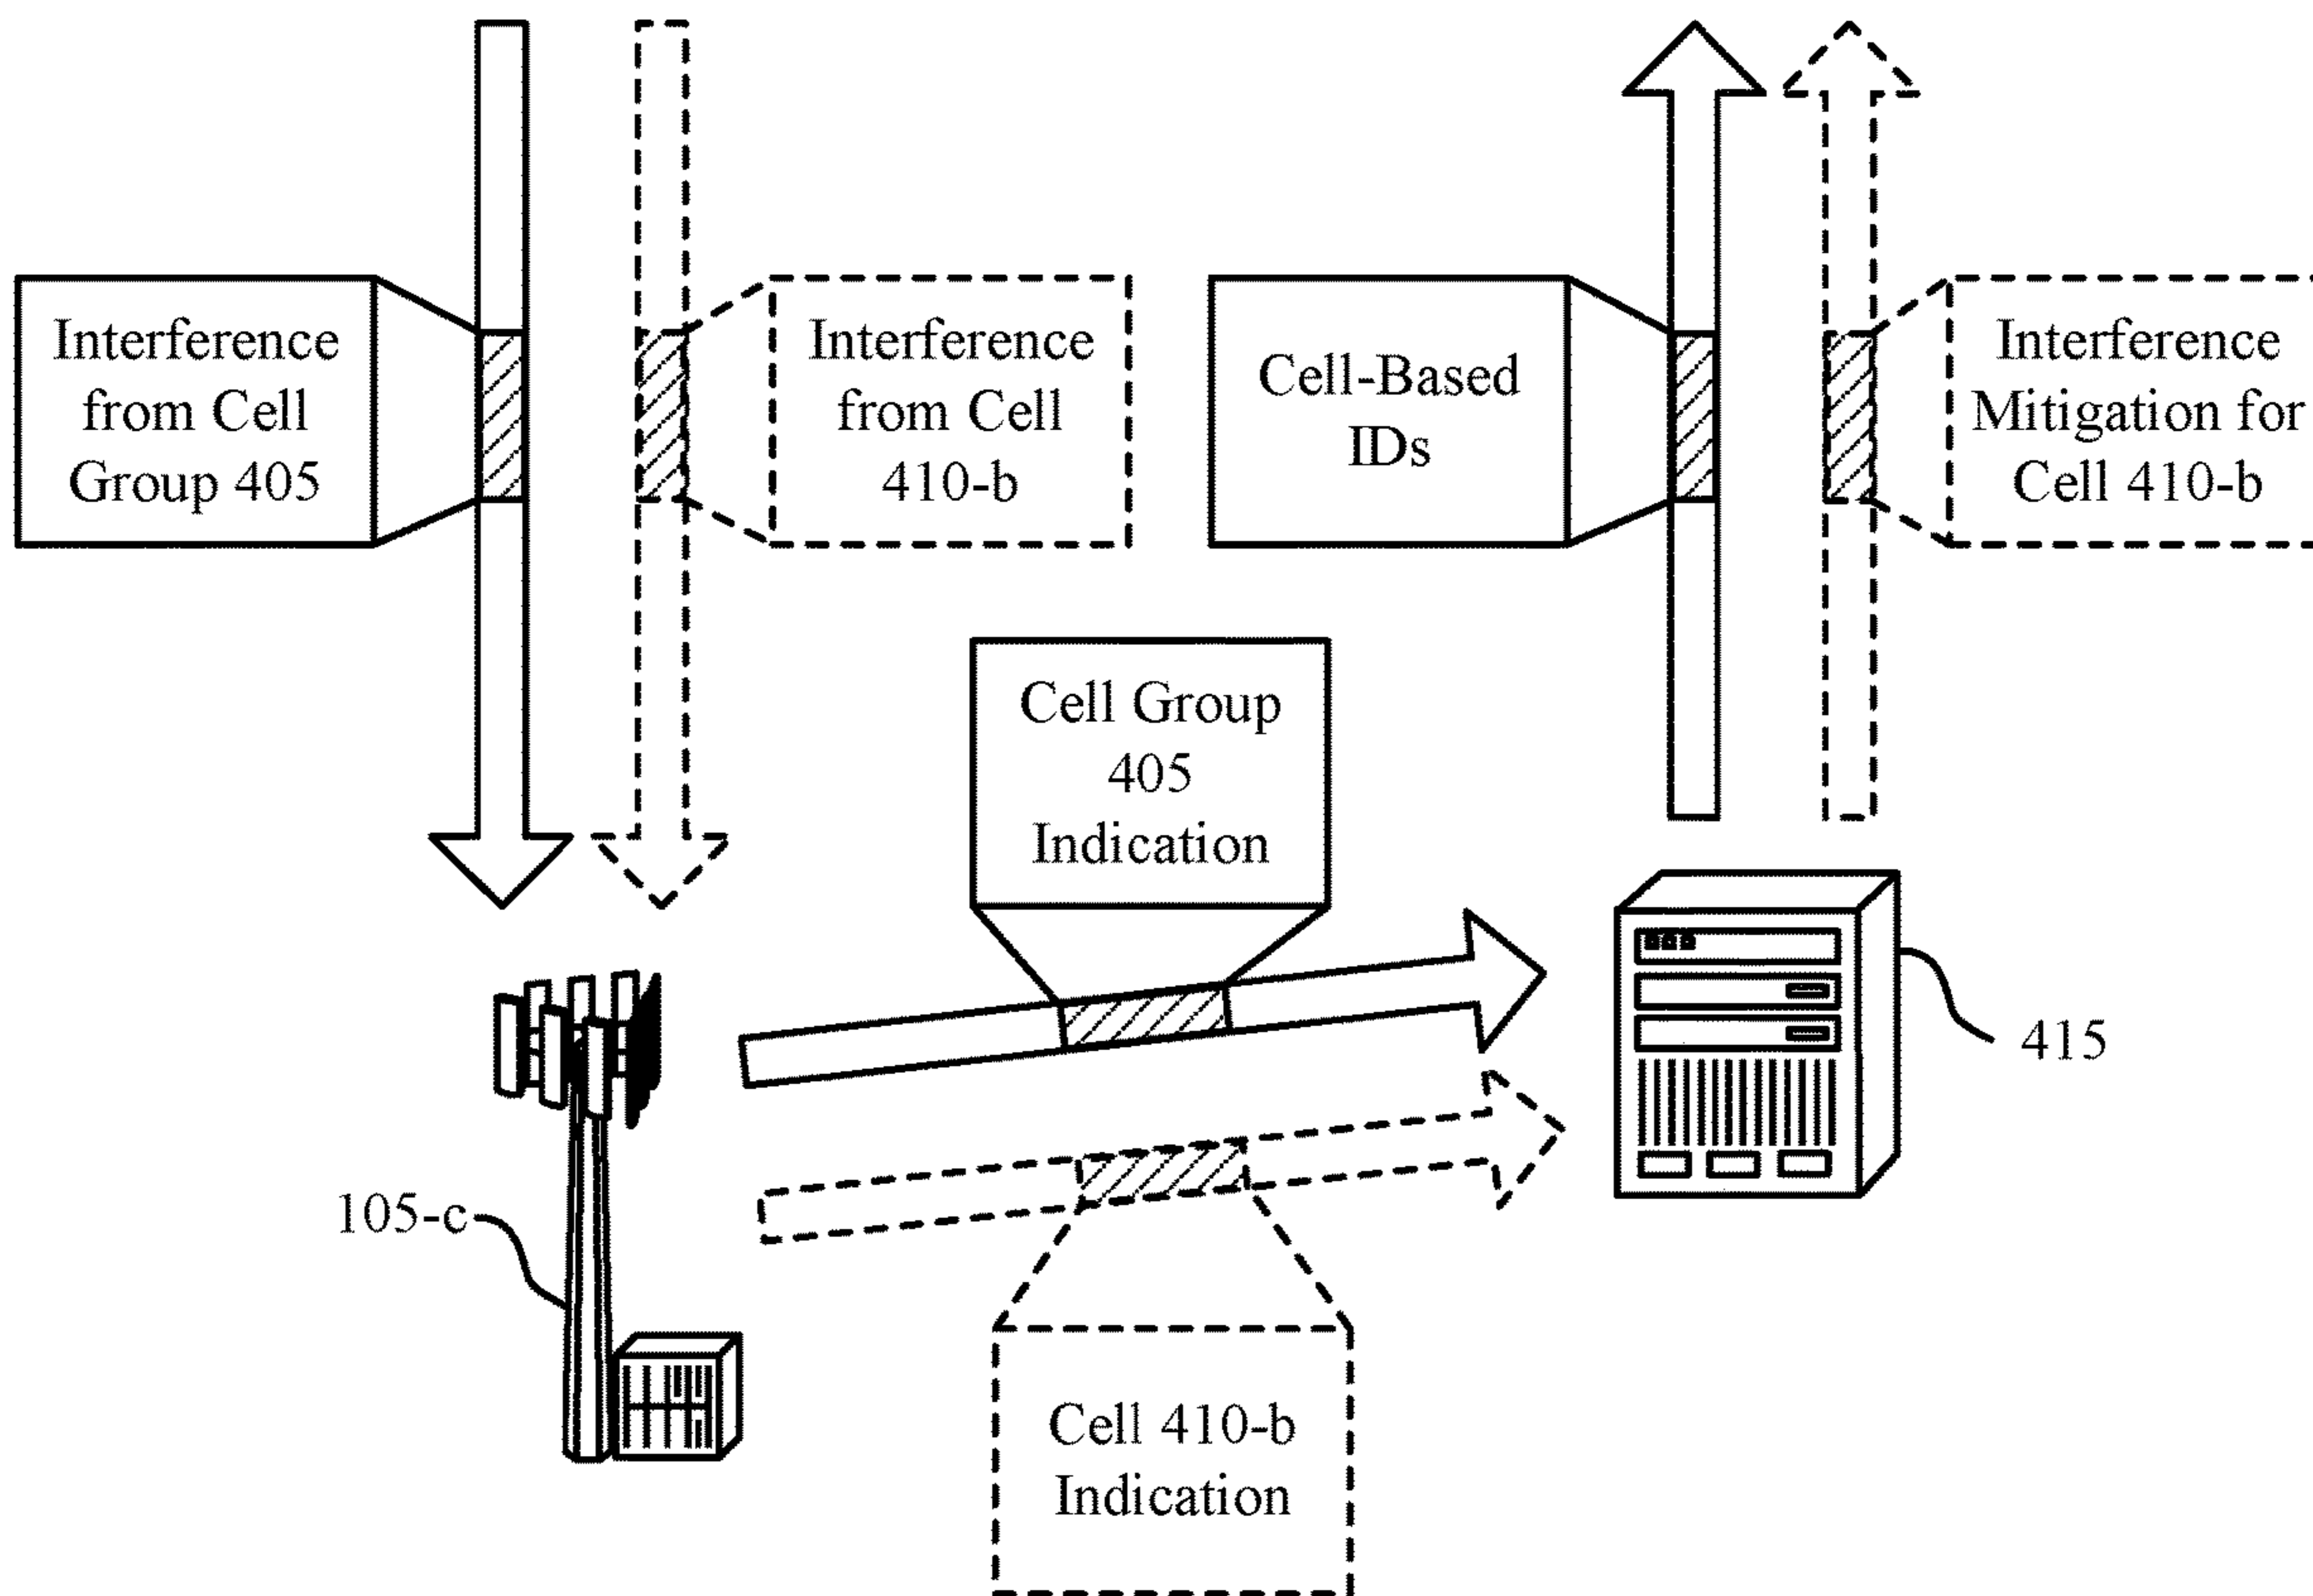 Interference
from Cell
Group 405
Interference
from Cell
410-b
Cell-Based
IDs
Interference
Mitigation for
Cell 410-b
Cell Group
405
Indication
415
105-c
Cell 410-b
Indication